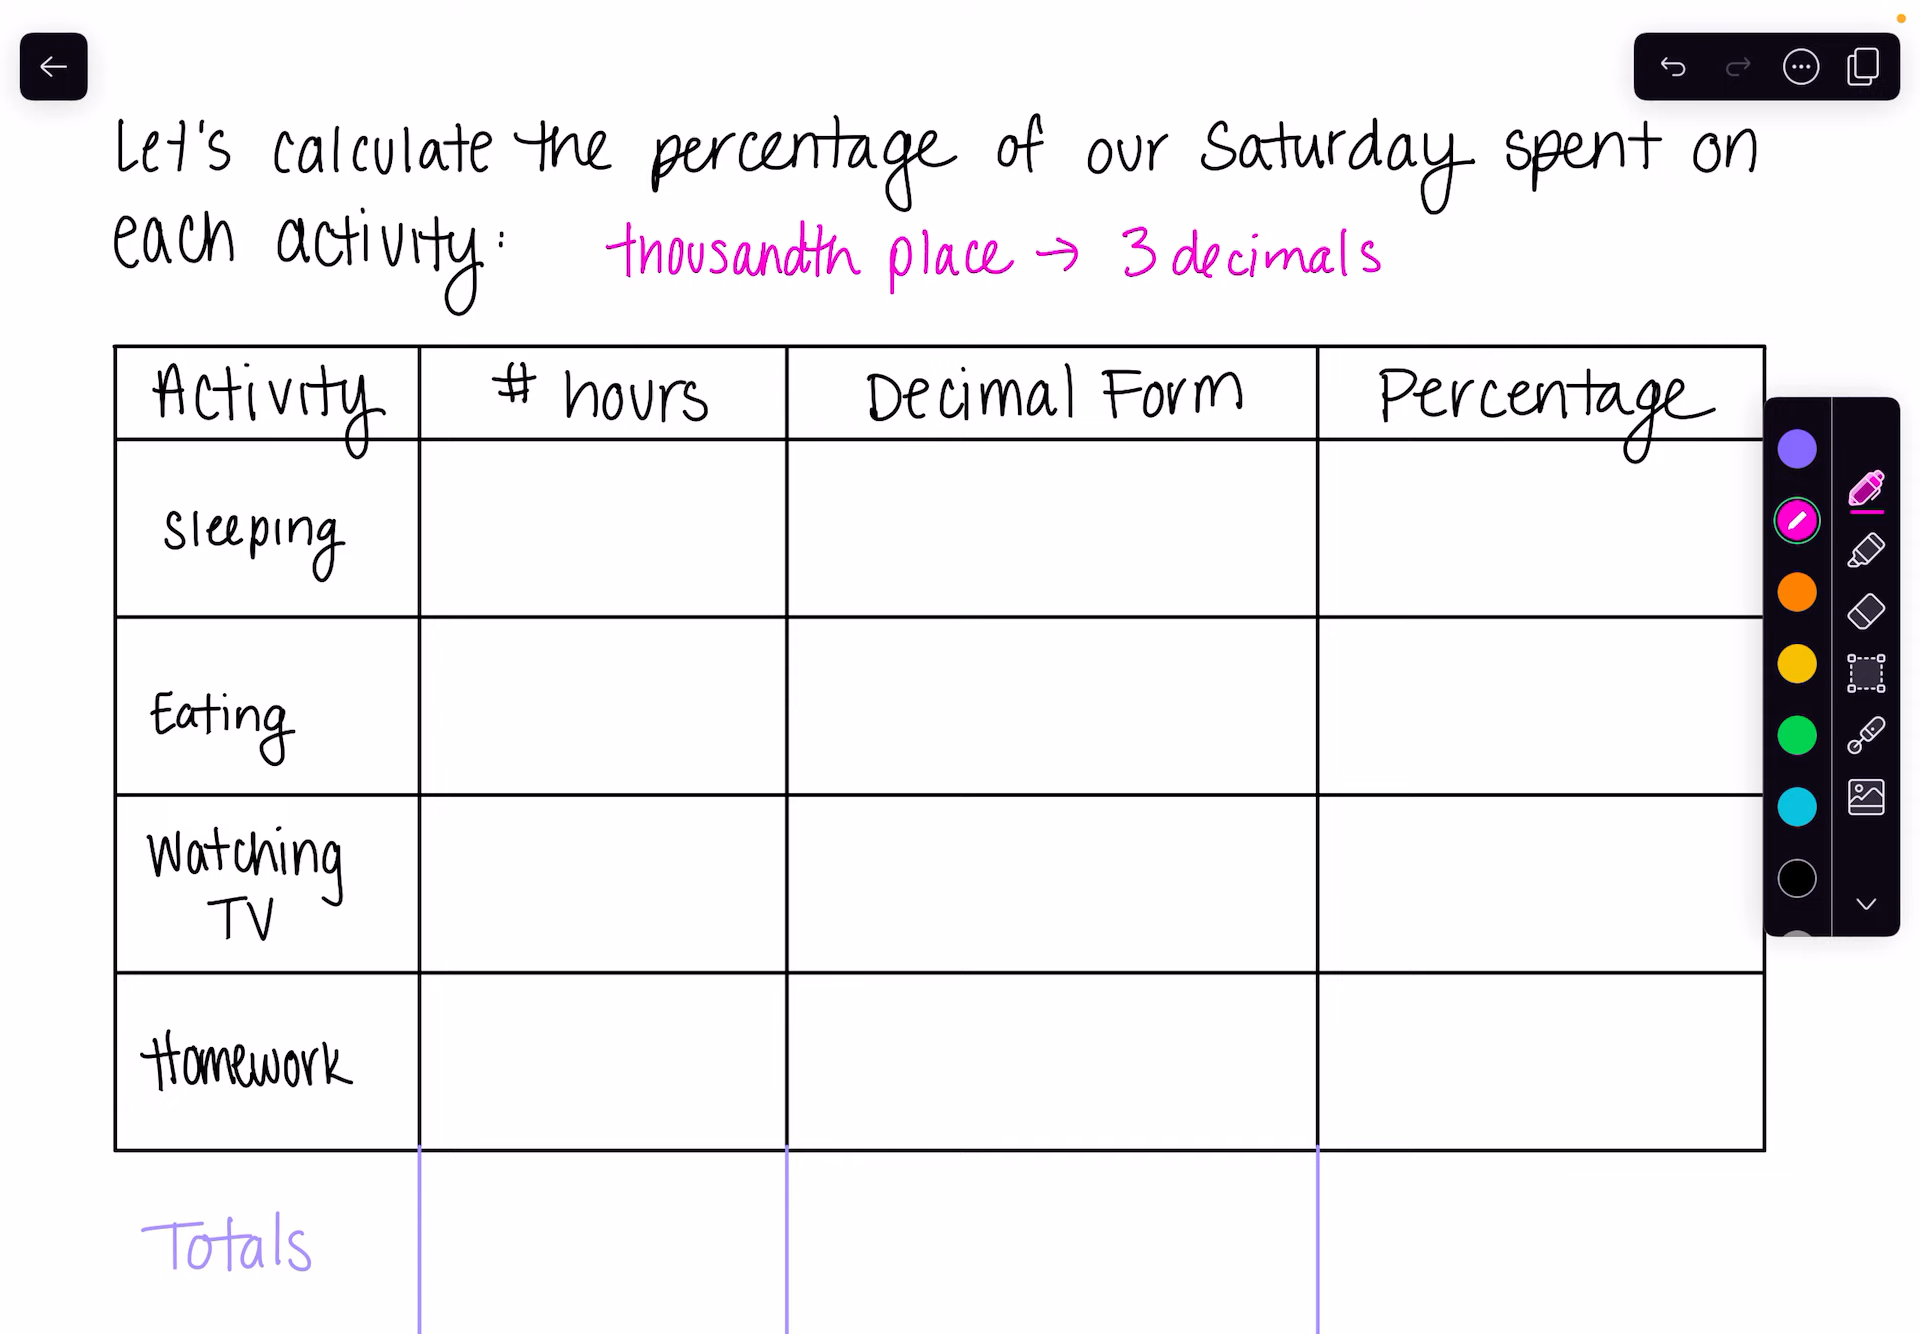 Let's calculate the percentage of our Saturday spent on
each activity: thousandth place → 3 decimals
Activity # hours Decimal Form Percentage
Sleeping
Eating
Watching
TV
Homework
Totals